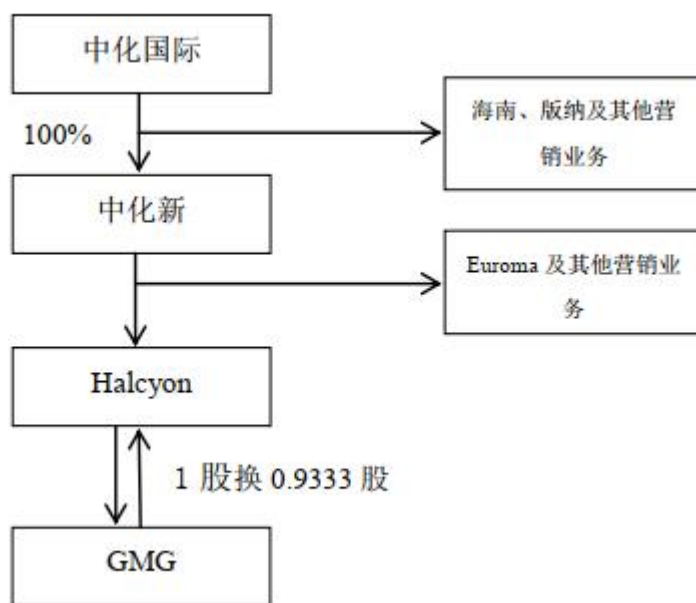 中化国际
海南、版纳及其他营
销业务
100%
中化新
Euroma 及其他营销业
务
Halcyon
1 股换 0.9333 股
GMG